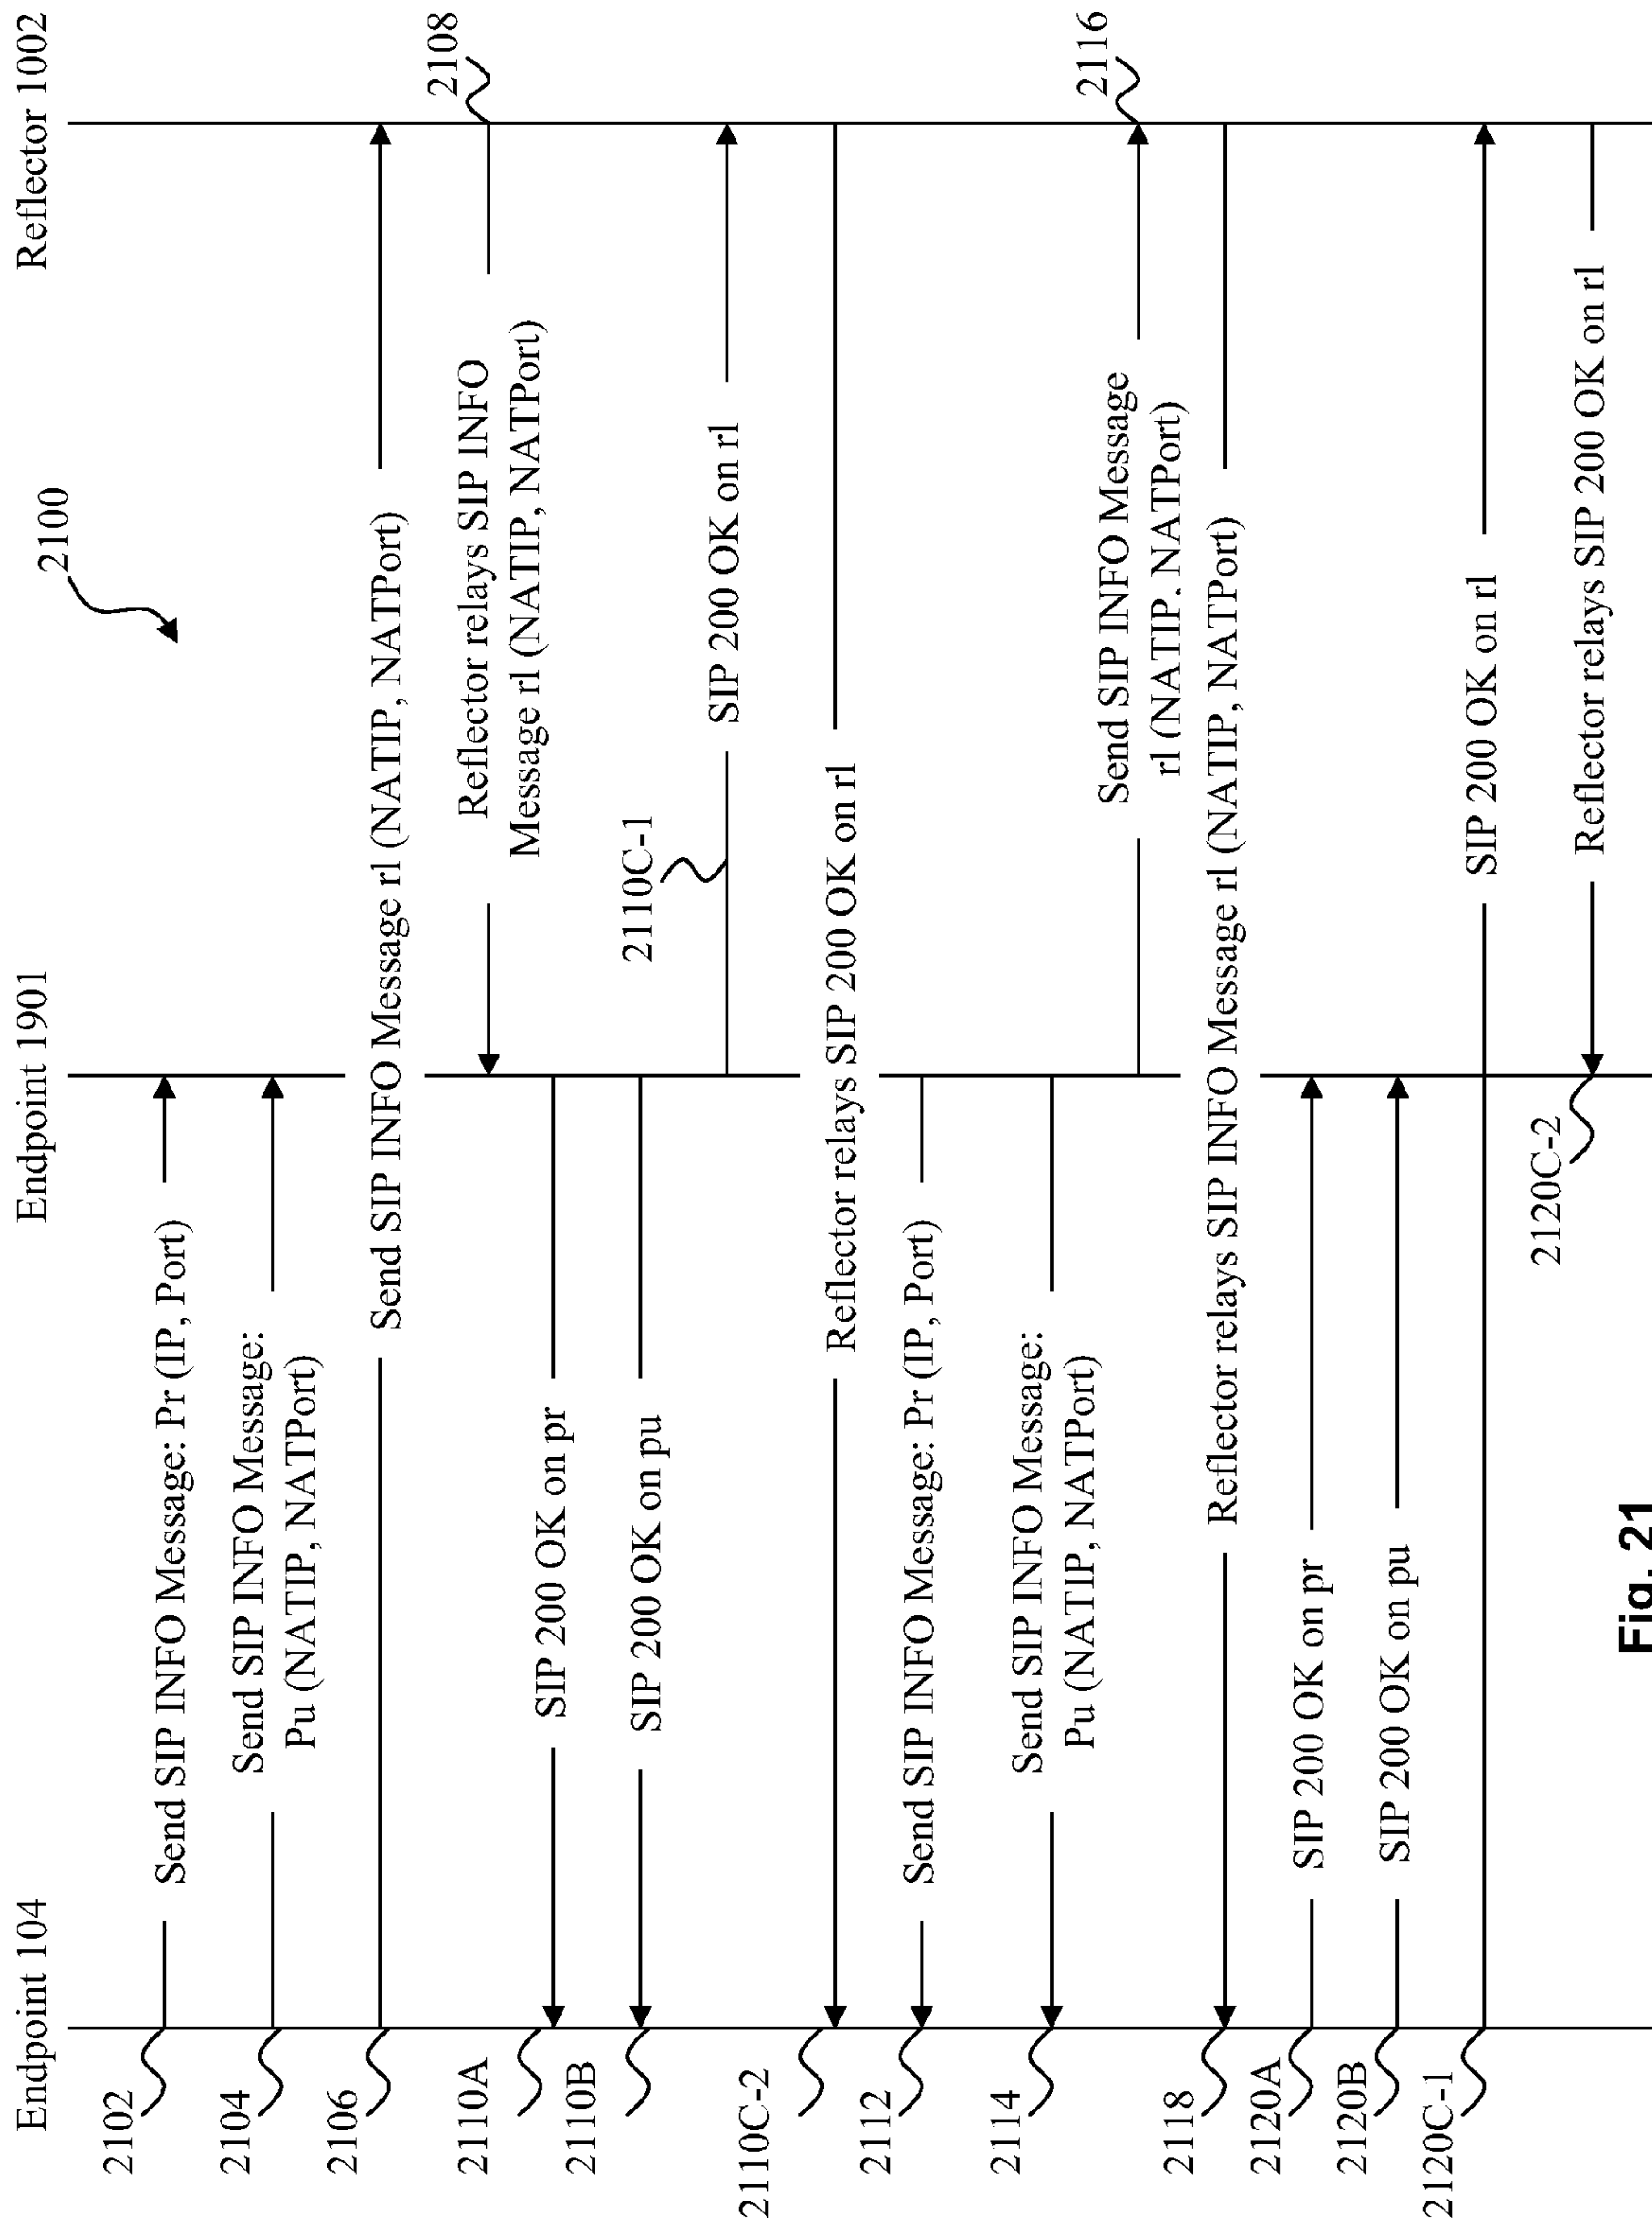 Endpoint 104
Endpoint 1901
Reflector 1002
2100
2102
Send SIP INFO Message: Pr (IP, Port)
2104
Send SIP INFO Message:
Pu (NATIP, NATPort)
2106
Send SIP INFO Message rl (NATIP, NATPort)
2108
Reflector relays SIP INFO
Message rl (NATIP, NATPort)
2110A
SIP 200 OK on pr
2110B
SIP 200 OK on pu
2110C-1
SIP 200 OK on rl
2110C-2
Reflector relays SIP 200 OK on rl
2112
Send SIP INFO Message: Pr (IP, Port)
2114
Send SIP INFO Message:
Pu (NATIP, NATPort)
2116
Send SIP INFO Message
rl (NATIP, NATPort)
2118
Reflector relays SIP INFO Message rl (NATIP, NATPort)
2120A
SIP 200 OK on pr
2120B
SIP 200 OK on pu
2120C-1
SIP 200 OK on rl
2120C-2
Reflector relays SIP 200 OK on rl
Fig. 21